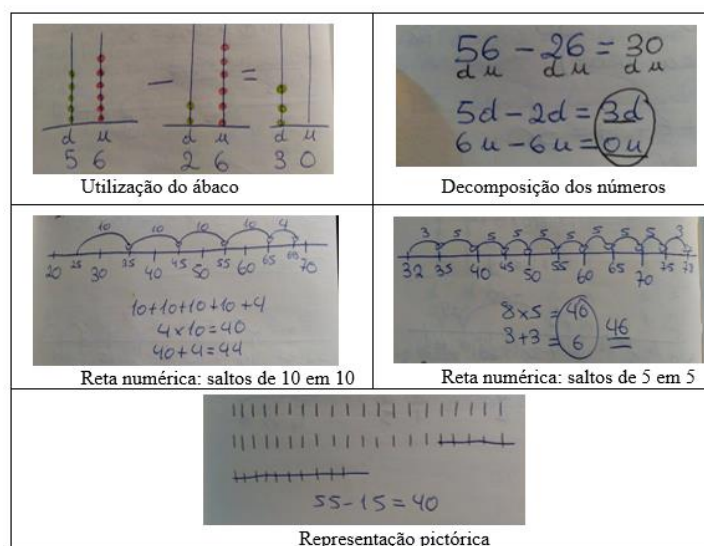 d u − d u = d u
5 6 2 6 3 0
Utilização do ábaco
56 − 26 = 30
d u d u d u
5d − 2d = 3d
6u − 6u = 0u
Decomposição dos números
10 10 10 10 4
20 25 30 35 40 45 50 55 60 65 69 70
10+10+10+10+4
4×10=40
40+4=44
Reta numérica: saltos de 10 em 10
3 5 5 5 5 5 5 5 5 3
32 35 40 45 50 55 60 65 70 75 78
8×5=40
3+3=6 46
Reta numérica: saltos de 5 em 5
55−15=40
Representação pictórica